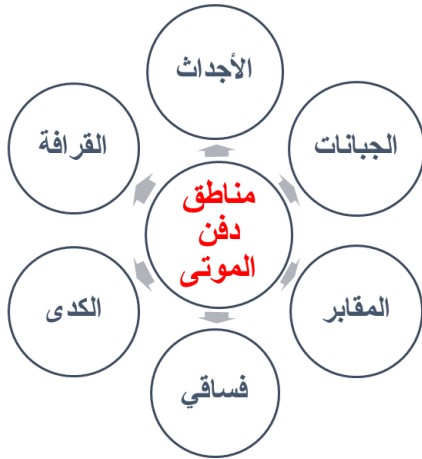 الأجداث
الجبانات
القرافة
مناطق
دفن
الموتى
المقابر
الكدى
فساقي